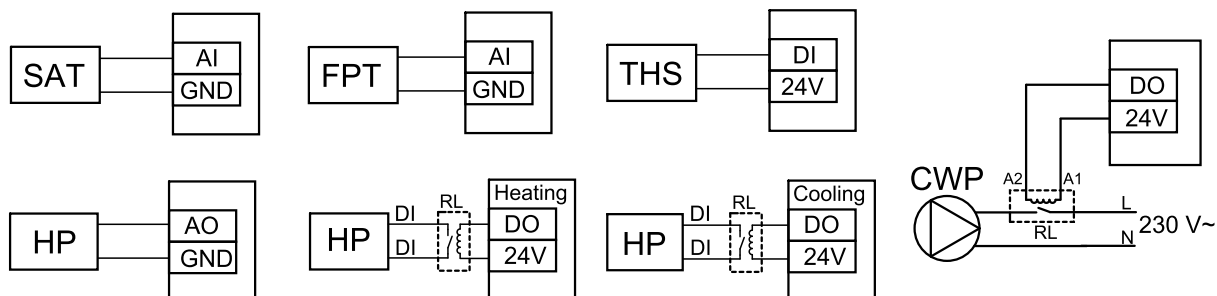 SAT
AI
GND
FPT
AI
GND
THS
DI
24V
DO
24V
CWP
A2
A1
RL
L
N
230 V~
HP
AO
GND
HP
DI
DI
RL
Heating
DO
24V
HP
DI
DI
RL
Cooling
DO
24V